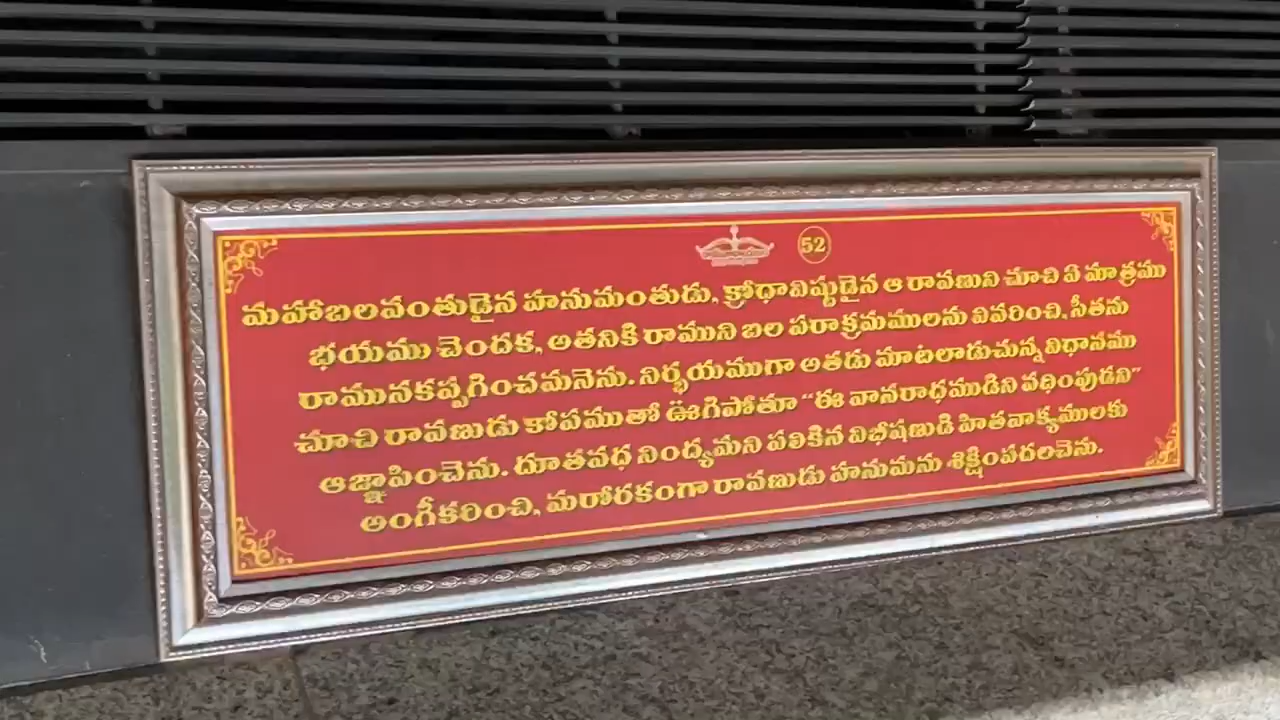 52
మహాబలవంతుడైన హనుమంతుడు, క్రోధావిష్టుడైన ఆ రావణుని చూచి ఏ మాత్రము
భయము చెందక, అతనికి రాముని బల పరాక్రమములను వివరించి, సీతను
రామునకప్పగించమనెను. నిర్భయముగా అతడు మాటలాడుచున్న విధానము
చూచి రావణుడు కోపముతో ఊగిపోతూ “ఈ వానరాధముడిని వధింపుడని”
ఆజ్ఞాపించెను. దూతవధ నింద్యమని పలికిన విభీషణుడి హితవాక్యములకు
అంగీకరించి, మరోరకంగా రావణుడు హనుమను శిక్షింపదలచెను.